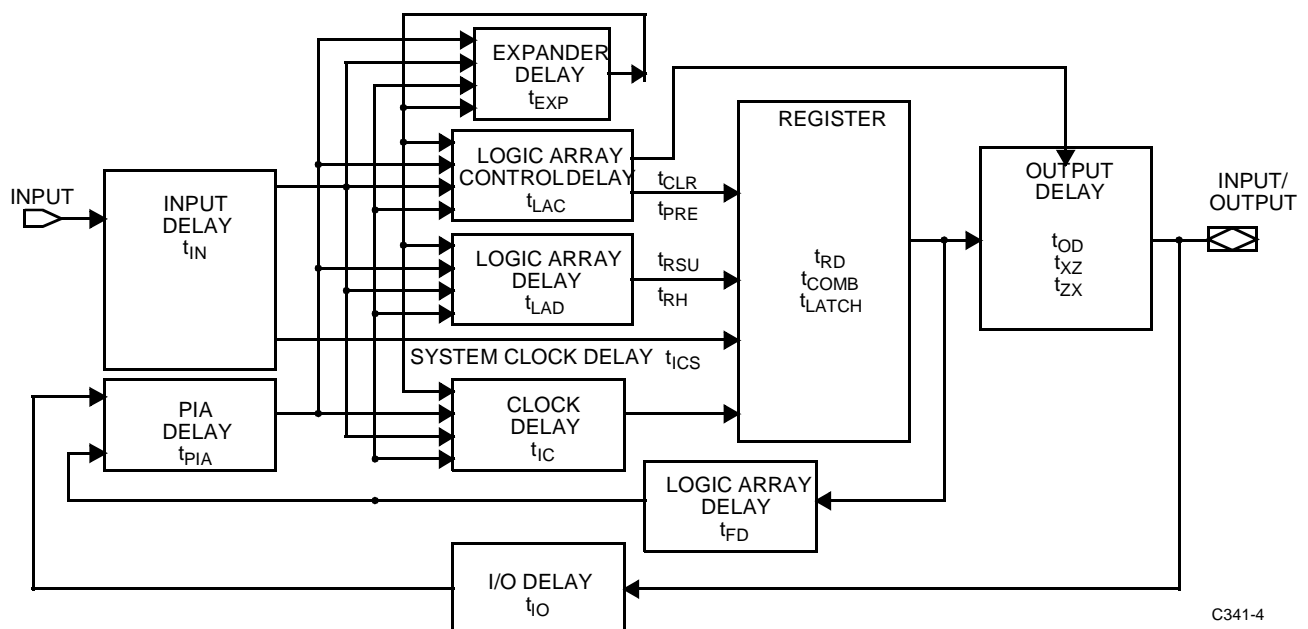 EXPANDER
DELAY
tEXP
REGISTER
LOGIC ARRAY
CONTROL DELAY
tLAC
tCLR
tPRE
INPUT
INPUT
DELAY
tIN
OUTPUT
DELAY
tOD
tXZ
tZX
INPUT/
OUTPUT
LOGIC ARRAY
DELAY
tLAD
tRSU
tRH
tRD
tCOMB
tLATCH
SYSTEM CLOCK DELAY tICS
PIA
DELAY
tPIA
CLOCK
DELAY
tIC
LOGIC ARRAY
DELAY
tFD
I/O DELAY
tIO
C341-4